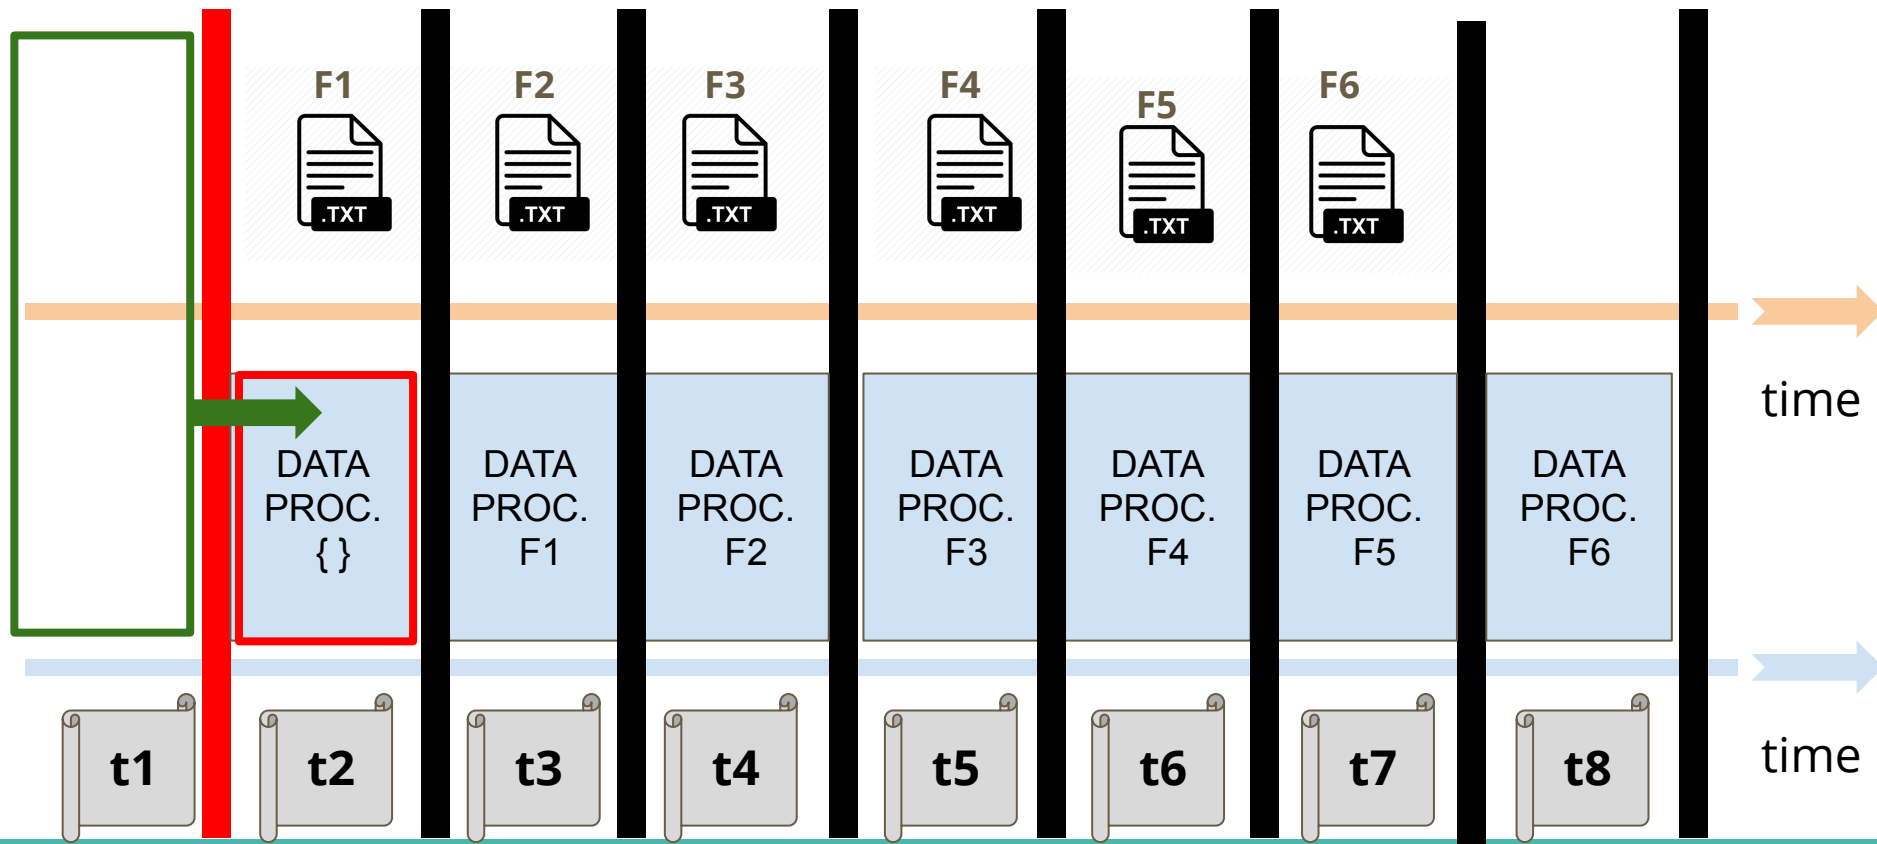 F1
F2
F3
F4
F5
F6
.TXT
.TXT
.TXT
.TXT
.TXT
.TXT
time
DATA
PROC.
{ }
DATA
PROC.
F1
DATA
PROC.
F2
DATA
PROC.
F3
DATA
PROC.
F4
DATA
PROC.
F5
DATA
PROC.
F6
t1
t2
t3
t4
t5
t6
t7
t8
time